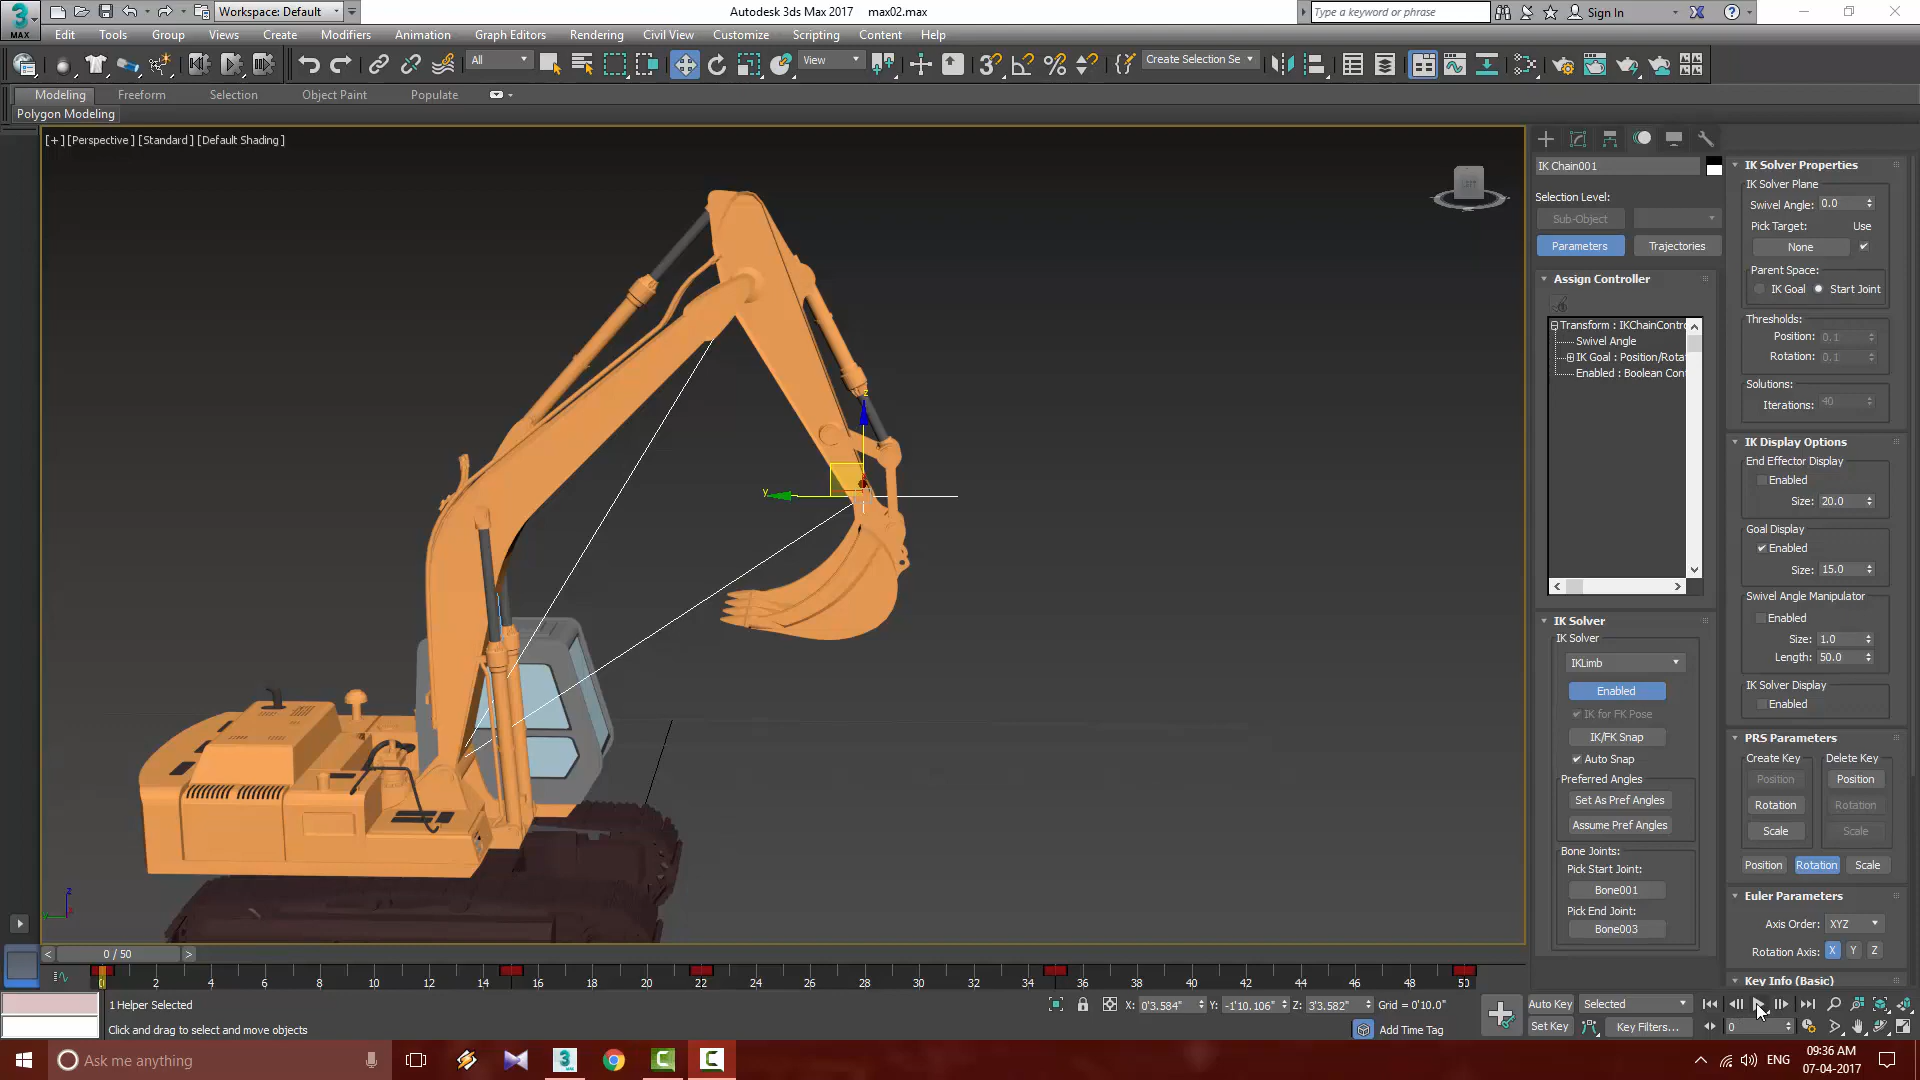 3
MAX
Workspace: Default
Autodesk 3ds Max 2017 max02.max
Type a keyword or phrase
Sign In
Edit Tools Group Views Create Modifiers Animation Graph Editors Rendering Civil View Customize Scripting Content Help
All
View
Create Selection Se
Modeling Freeform Selection Object Paint Populate
Polygon Modeling
[+] [Perspective] [Standard] [Default Shading]
LEFT
z
y
IK Chain001
Selection Level:
Sub-Object
Parameters Trajectories
Assign Controller
Transform : IKChainContro
Swivel Angle
IK Goal : Position/Rota
Enabled : Boolean Cont
IK Solver
IK Solver
IKLimb
Enabled
IK for FK Pose
IK/FK Snap
Auto Snap
Preferred Angles
Set As Pref Angles
Assume Pref Angles
Bone Joints:
Pick Start Joint:
Bone001
Pick End Joint:
Bone003
IK Solver Properties
IK Solver Plane
Swivel Angle: 0.0
Pick Target: Use
None
Parent Space:
IK Goal Start Joint
Thresholds:
Position: 0.1
Rotation: 0.1
Solutions:
Iterations: 40
IK Display Options
End Effector Display
Enabled
Size: 20.0
Goal Display
Enabled
Size: 15.0
Swivel Angle Manipulator
Enabled
Size: 1.0
Length: 50.0
IK Solver Display
Enabled
PRS Parameters
Create Key Delete Key
Position Position
Rotation Rotation
Scale Scale
Position Rotation Scale
Euler Parameters
Axis Order: XYZ
Rotation Axis: X Y Z
Key Info (Basic)
z
0 / 50
0 2 4 6 8 10 12 14 16 18 20 22 24 26 28 30 32 34 36 38 40 42 44 46 48 50
1 Helper Selected
Click and drag to select and move objects
X: 0'3.584" Y: -1'10.106" Z: 3'3.582" Grid = 0'10.0"
Add Time Tag
Auto Key Selected
Set Key Key Filters...
0
Ask me anything
ENG
09:36 AM
07-04-2017